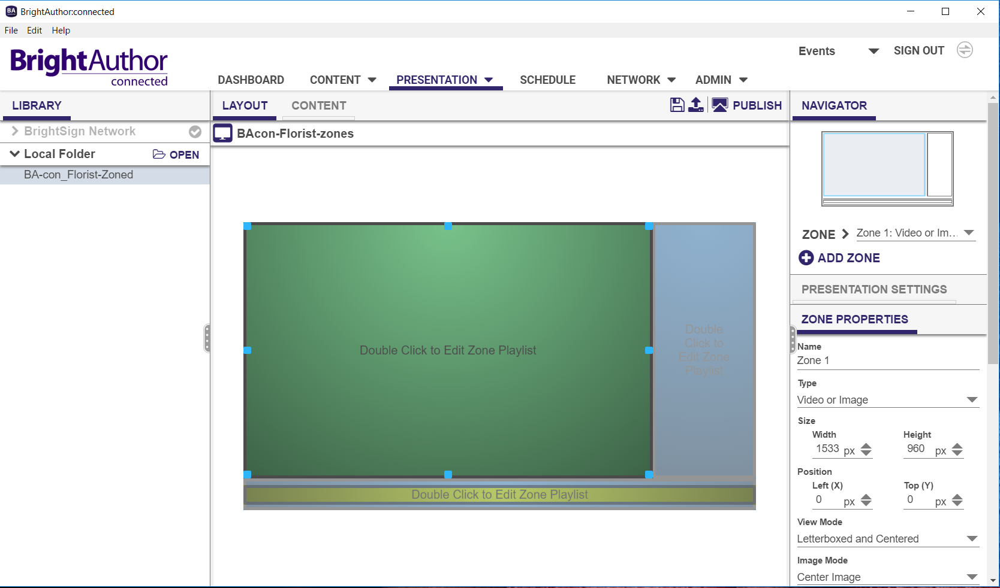 BA BrightAuthor:connected
File Edit Help
BrightAuthor
connected
Events SIGN OUT
DASHBOARD CONTENT PRESENTATION SCHEDULE NETWORK ADMIN
LIBRARY
BrightSign Network
Local Folder OPEN
BA-con_Florist-Zoned
LAYOUT CONTENT PUBLISH
BAcon-Florist-zones
Double Click to Edit Zone Playlist
Double
Click to
Edit Zone
Playlist
Double Click to Edit Zone Playlist
NAVIGATOR
ZONE Zone 1: Video or Im...
ADD ZONE
PRESENTATION SETTINGS
ZONE PROPERTIES
Name
Zone 1
Type
Video or Image
Size
Width Height
1533 px 960 px
Position
Left (X) Top (Y)
0 px 0 px
View Mode
Letterboxed and Centered
Image Mode
Center Image